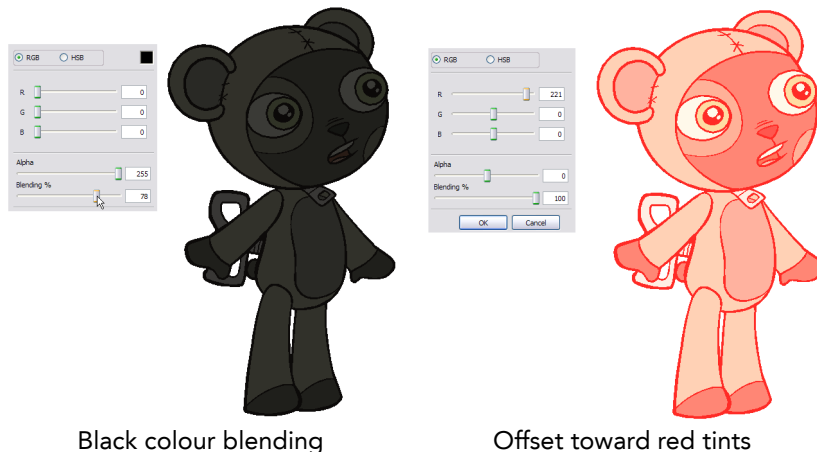 RGB HSB
R 0
G 0
B 0
Alpha
255
Blending %
78
RGB HSB
R 221
G 0
B 0
Alpha
0
Blending %
100
OK Cancel
Black colour blending
Offset toward red tints